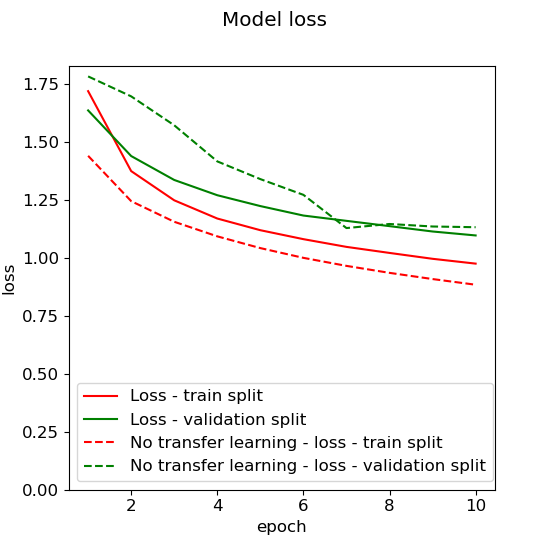 Model loss
1.75
1.50
1.25
1.00
0.75
0.50
0.25
0.00
loss
Loss - train split
Loss - validation split
No transfer learning - loss - train split
No transfer learning - loss - validation split
2
4
6
8
10
epoch